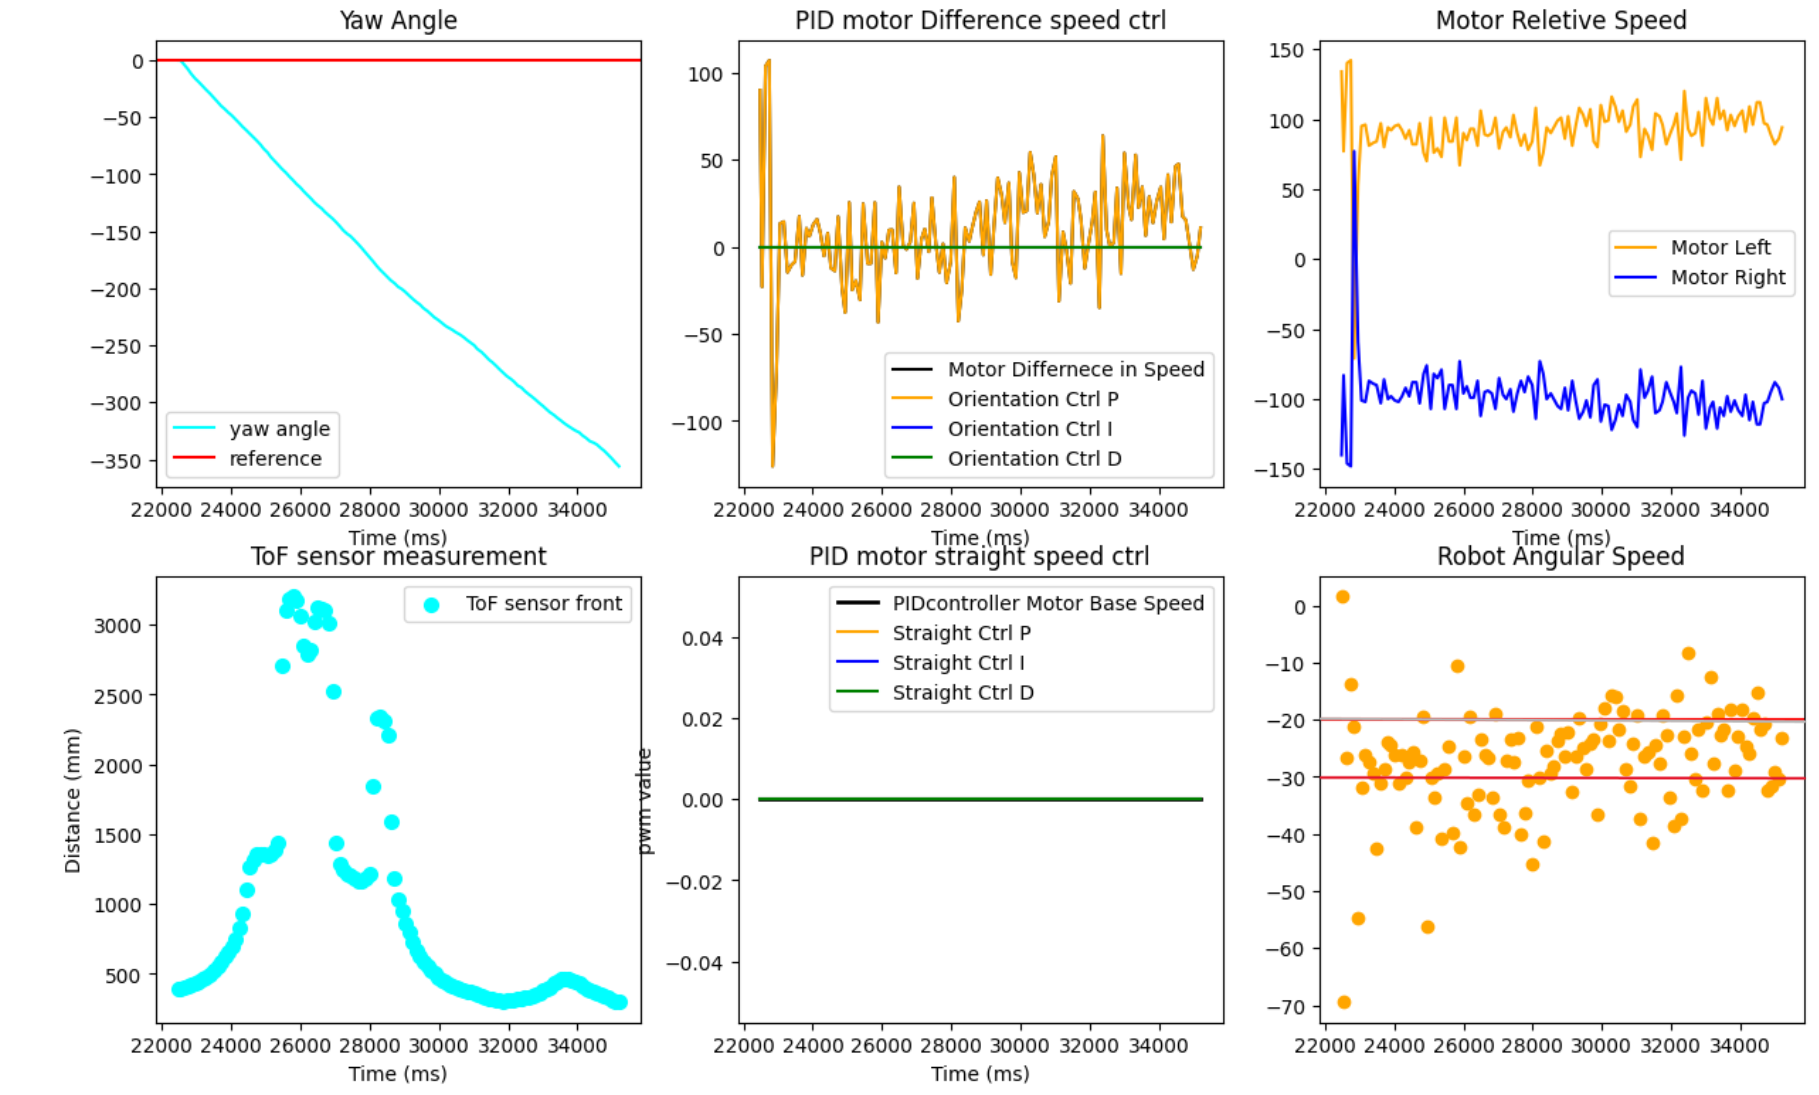 Yaw Angle
0
−50
−100
−150
−200
−250
−300
−350
yaw angle
reference
22000 24000 26000 28000 30000 32000 34000
Time (ms)
PID motor Difference speed ctrl
100
50
0
−50
−100
Motor Differnece in Speed
Orientation Ctrl P
Orientation Ctrl I
Orientation Ctrl D
22000 24000 26000 28000 30000 32000 34000
Time (ms)
Motor Reletive Speed
150
100
50
0
−50
−100
−150
Motor Left
Motor Right
22000 24000 26000 28000 30000 32000 34000
Time (ms)
ToF sensor measurement
Distance (mm)
3000
2500
2000
1500
1000
500
ToF sensor front
22000 24000 26000 28000 30000 32000 34000
Time (ms)
PID motor straight speed ctrl
pwm value
0.04
0.02
0.00
−0.02
−0.04
PIDcontroller Motor Base Speed
Straight Ctrl P
Straight Ctrl I
Straight Ctrl D
22000 24000 26000 28000 30000 32000 34000
Time (ms)
Robot Angular Speed
0
−10
−20
−30
−40
−50
−60
−70
22000 24000 26000 28000 30000 32000 34000